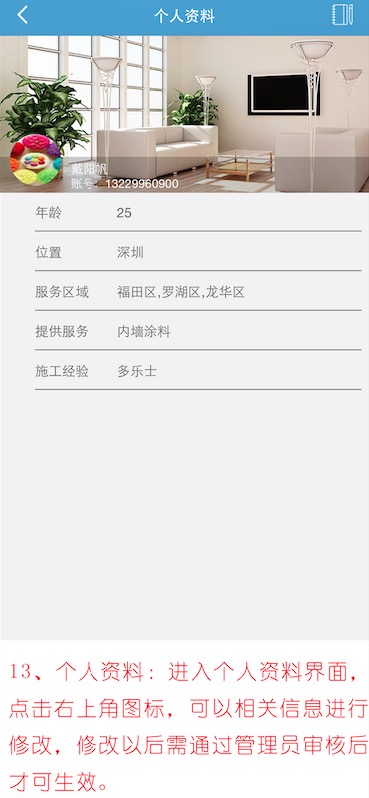 个人资料
戴阳帆
账号：13229960900
年龄 25
位置 深圳
服务区域 福田区,罗湖区,龙华区
提供服务 内墙涂料
施工经验 多乐士
13、个人资料：进入个人资料界面，
点击右上角图标，可以相关信息进行
修改，修改以后需通过管理员审核后
才可生效。